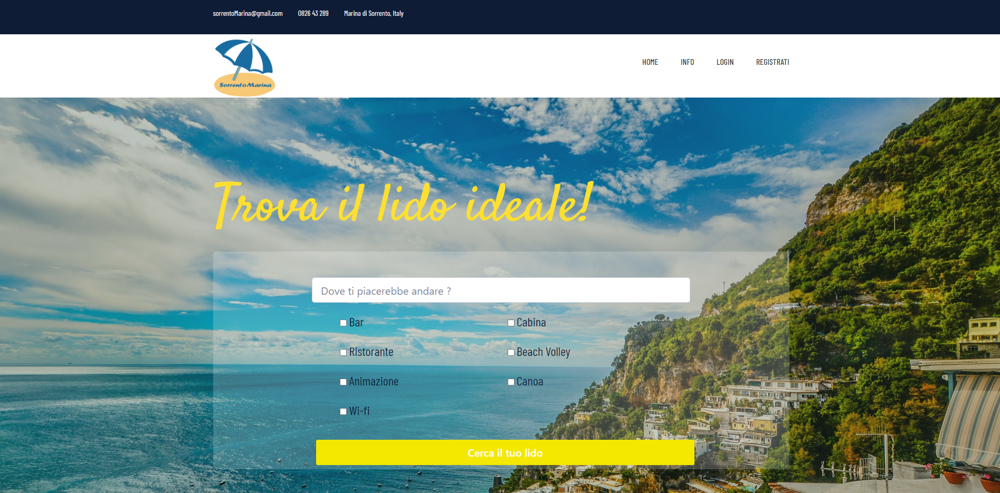 sorrentoMarina@gmail.com 0826 43 289 Marina di Sorrento, Italy
SorrentoMarina
HOME INFO LOGIN REGISTRATI
Trova il lido ideale!
Dove ti piacerebbe andare ?
Bar Cabina
Ristorante Beach Volley
Animazione Canoa
Wi-fi
Cerca il tuo lido